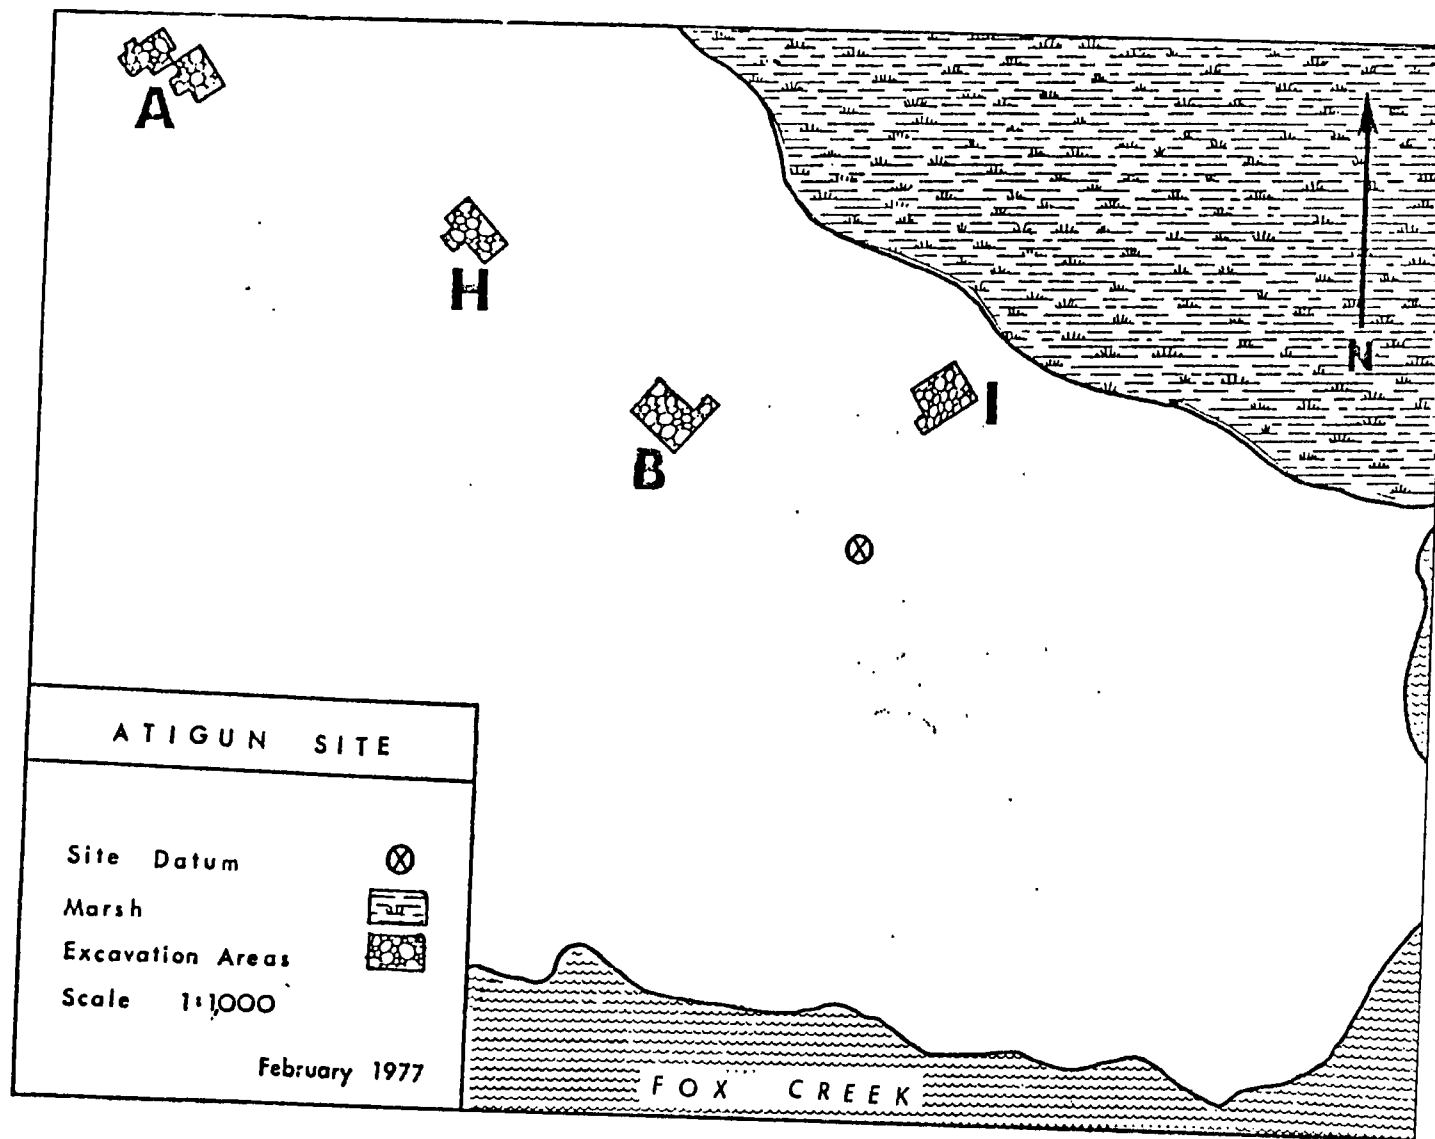 A
H
N
I
B
ATIGUN SITE
Site Datum
Marsh
Excavation Areas
Scale 1:1,000
February 1977
FOX CREEK